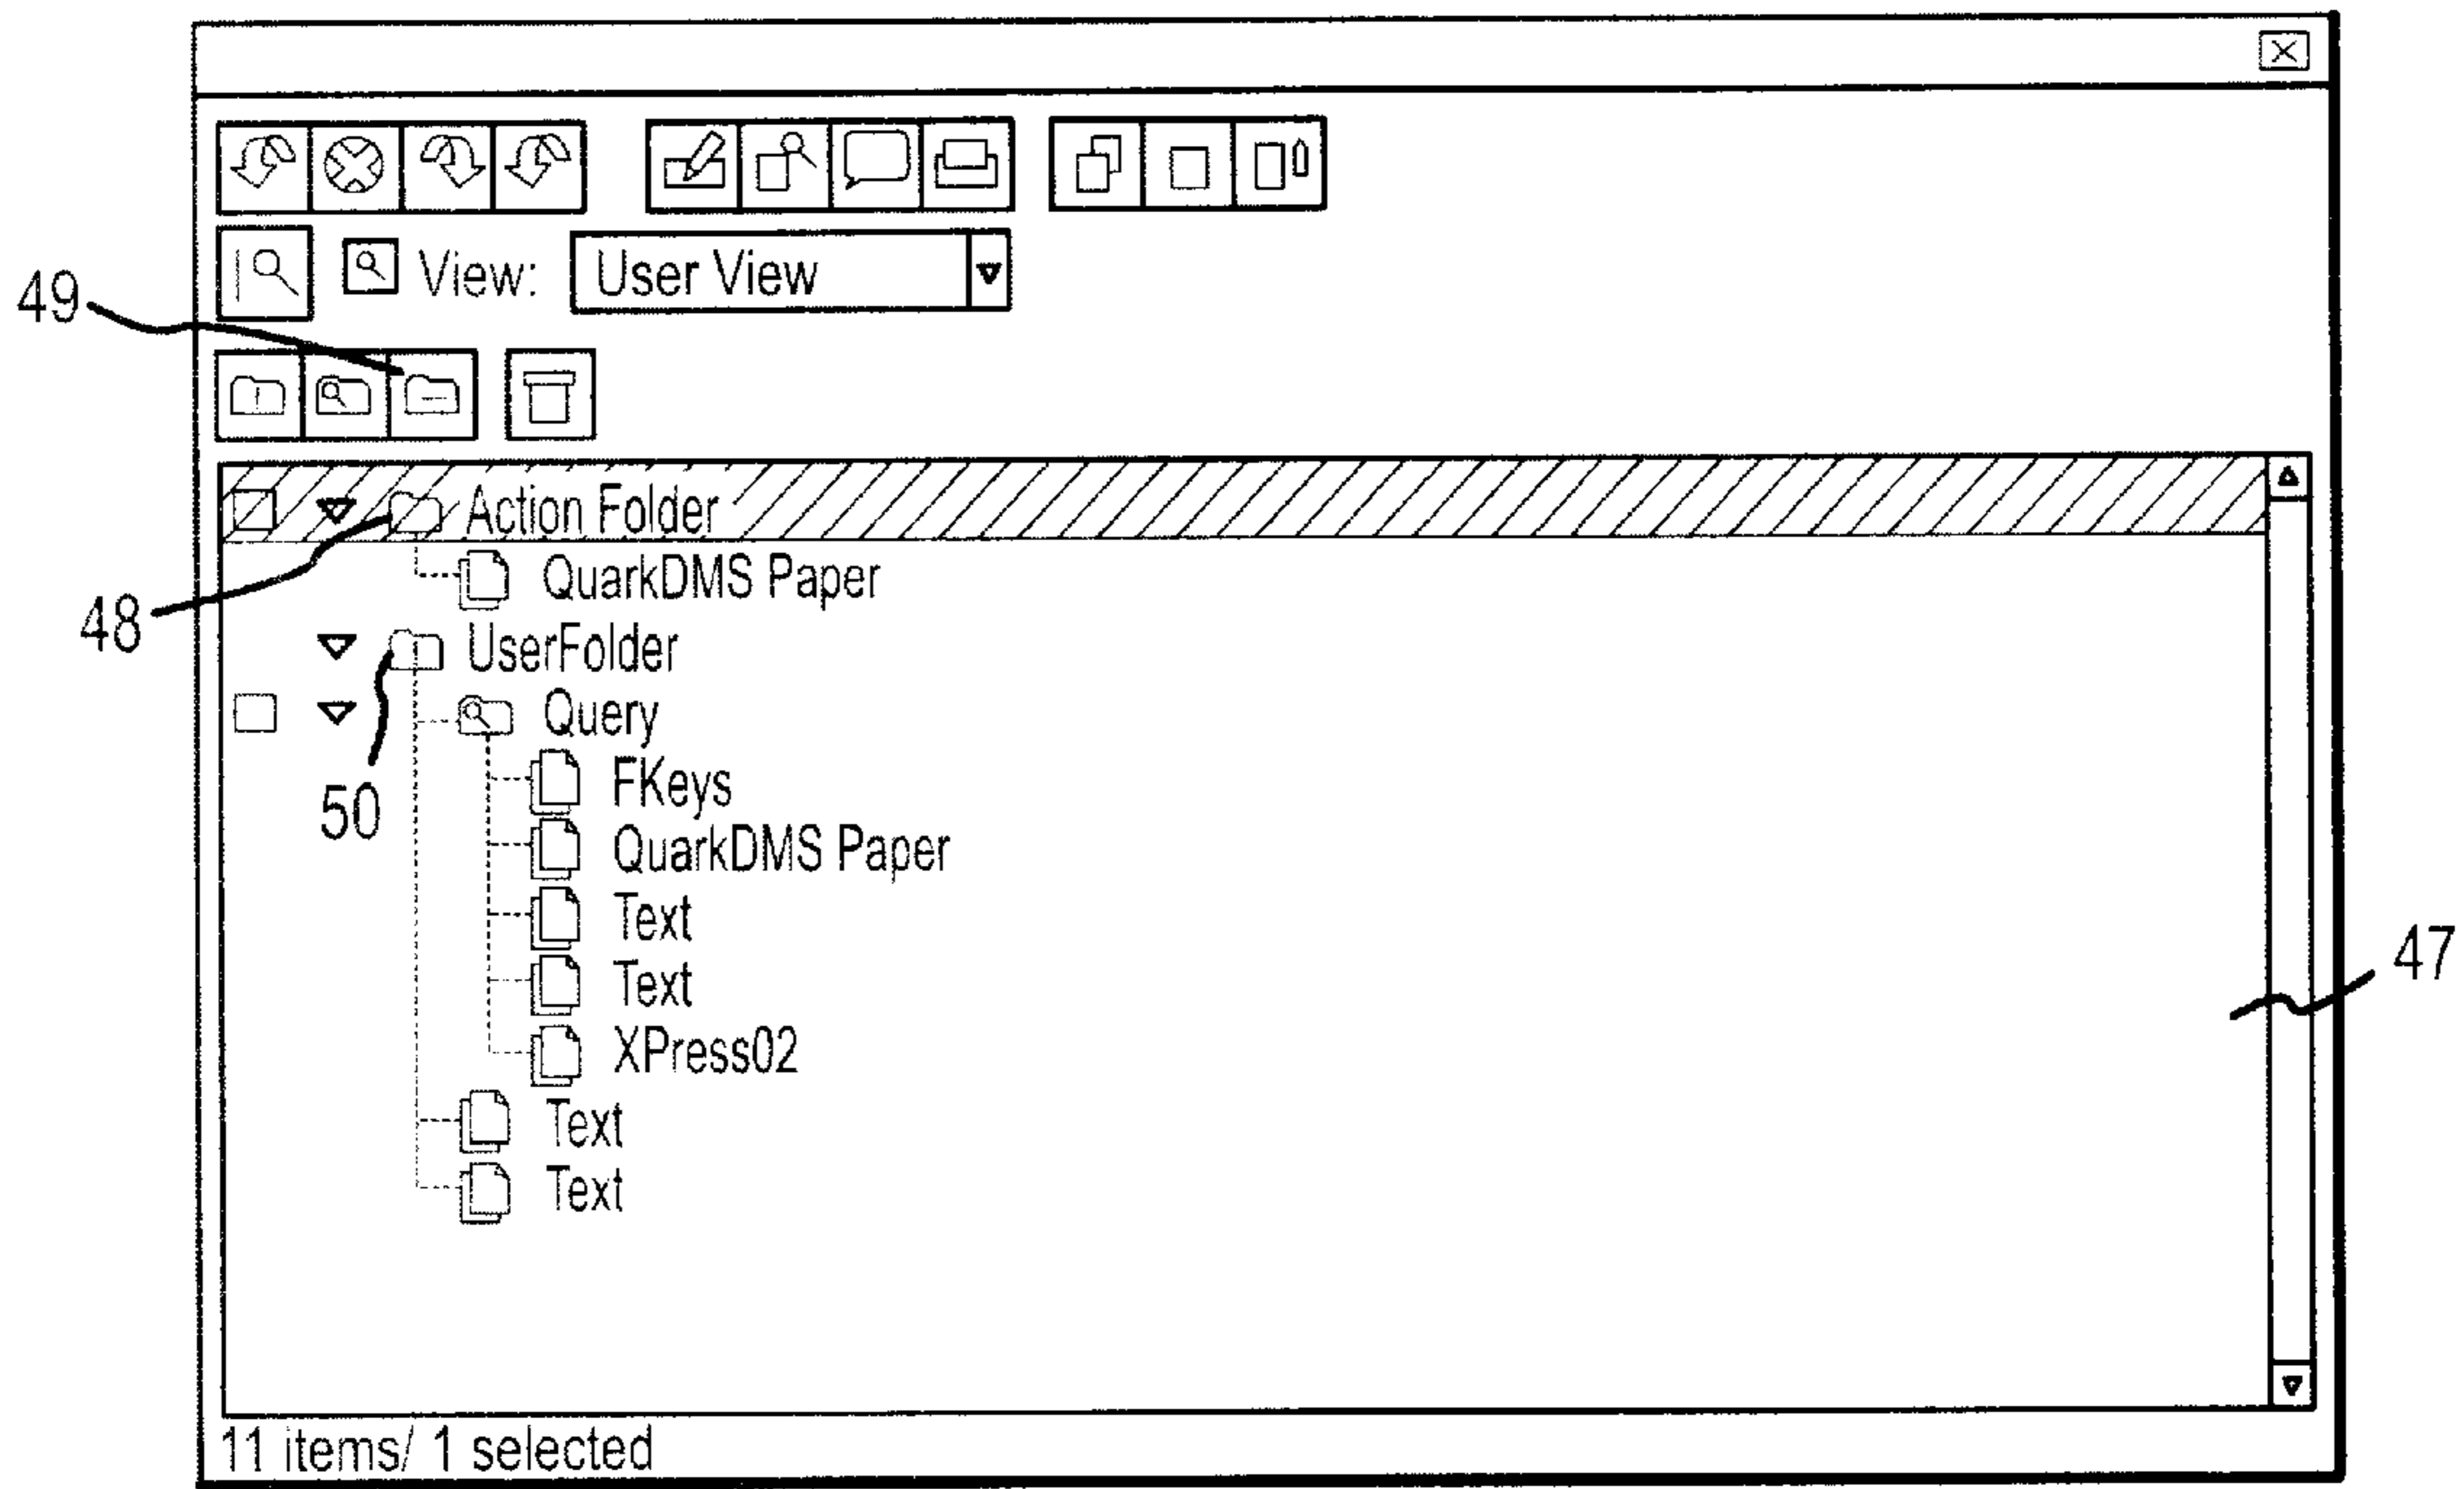 View: User View
49
Action Folder
QuarkDMS Paper
48
UserFolder
Query
FKeys
50
QuarkDMS Paper
Text
47
Text
XPress02
Text
Text
11 items/ 1 selected